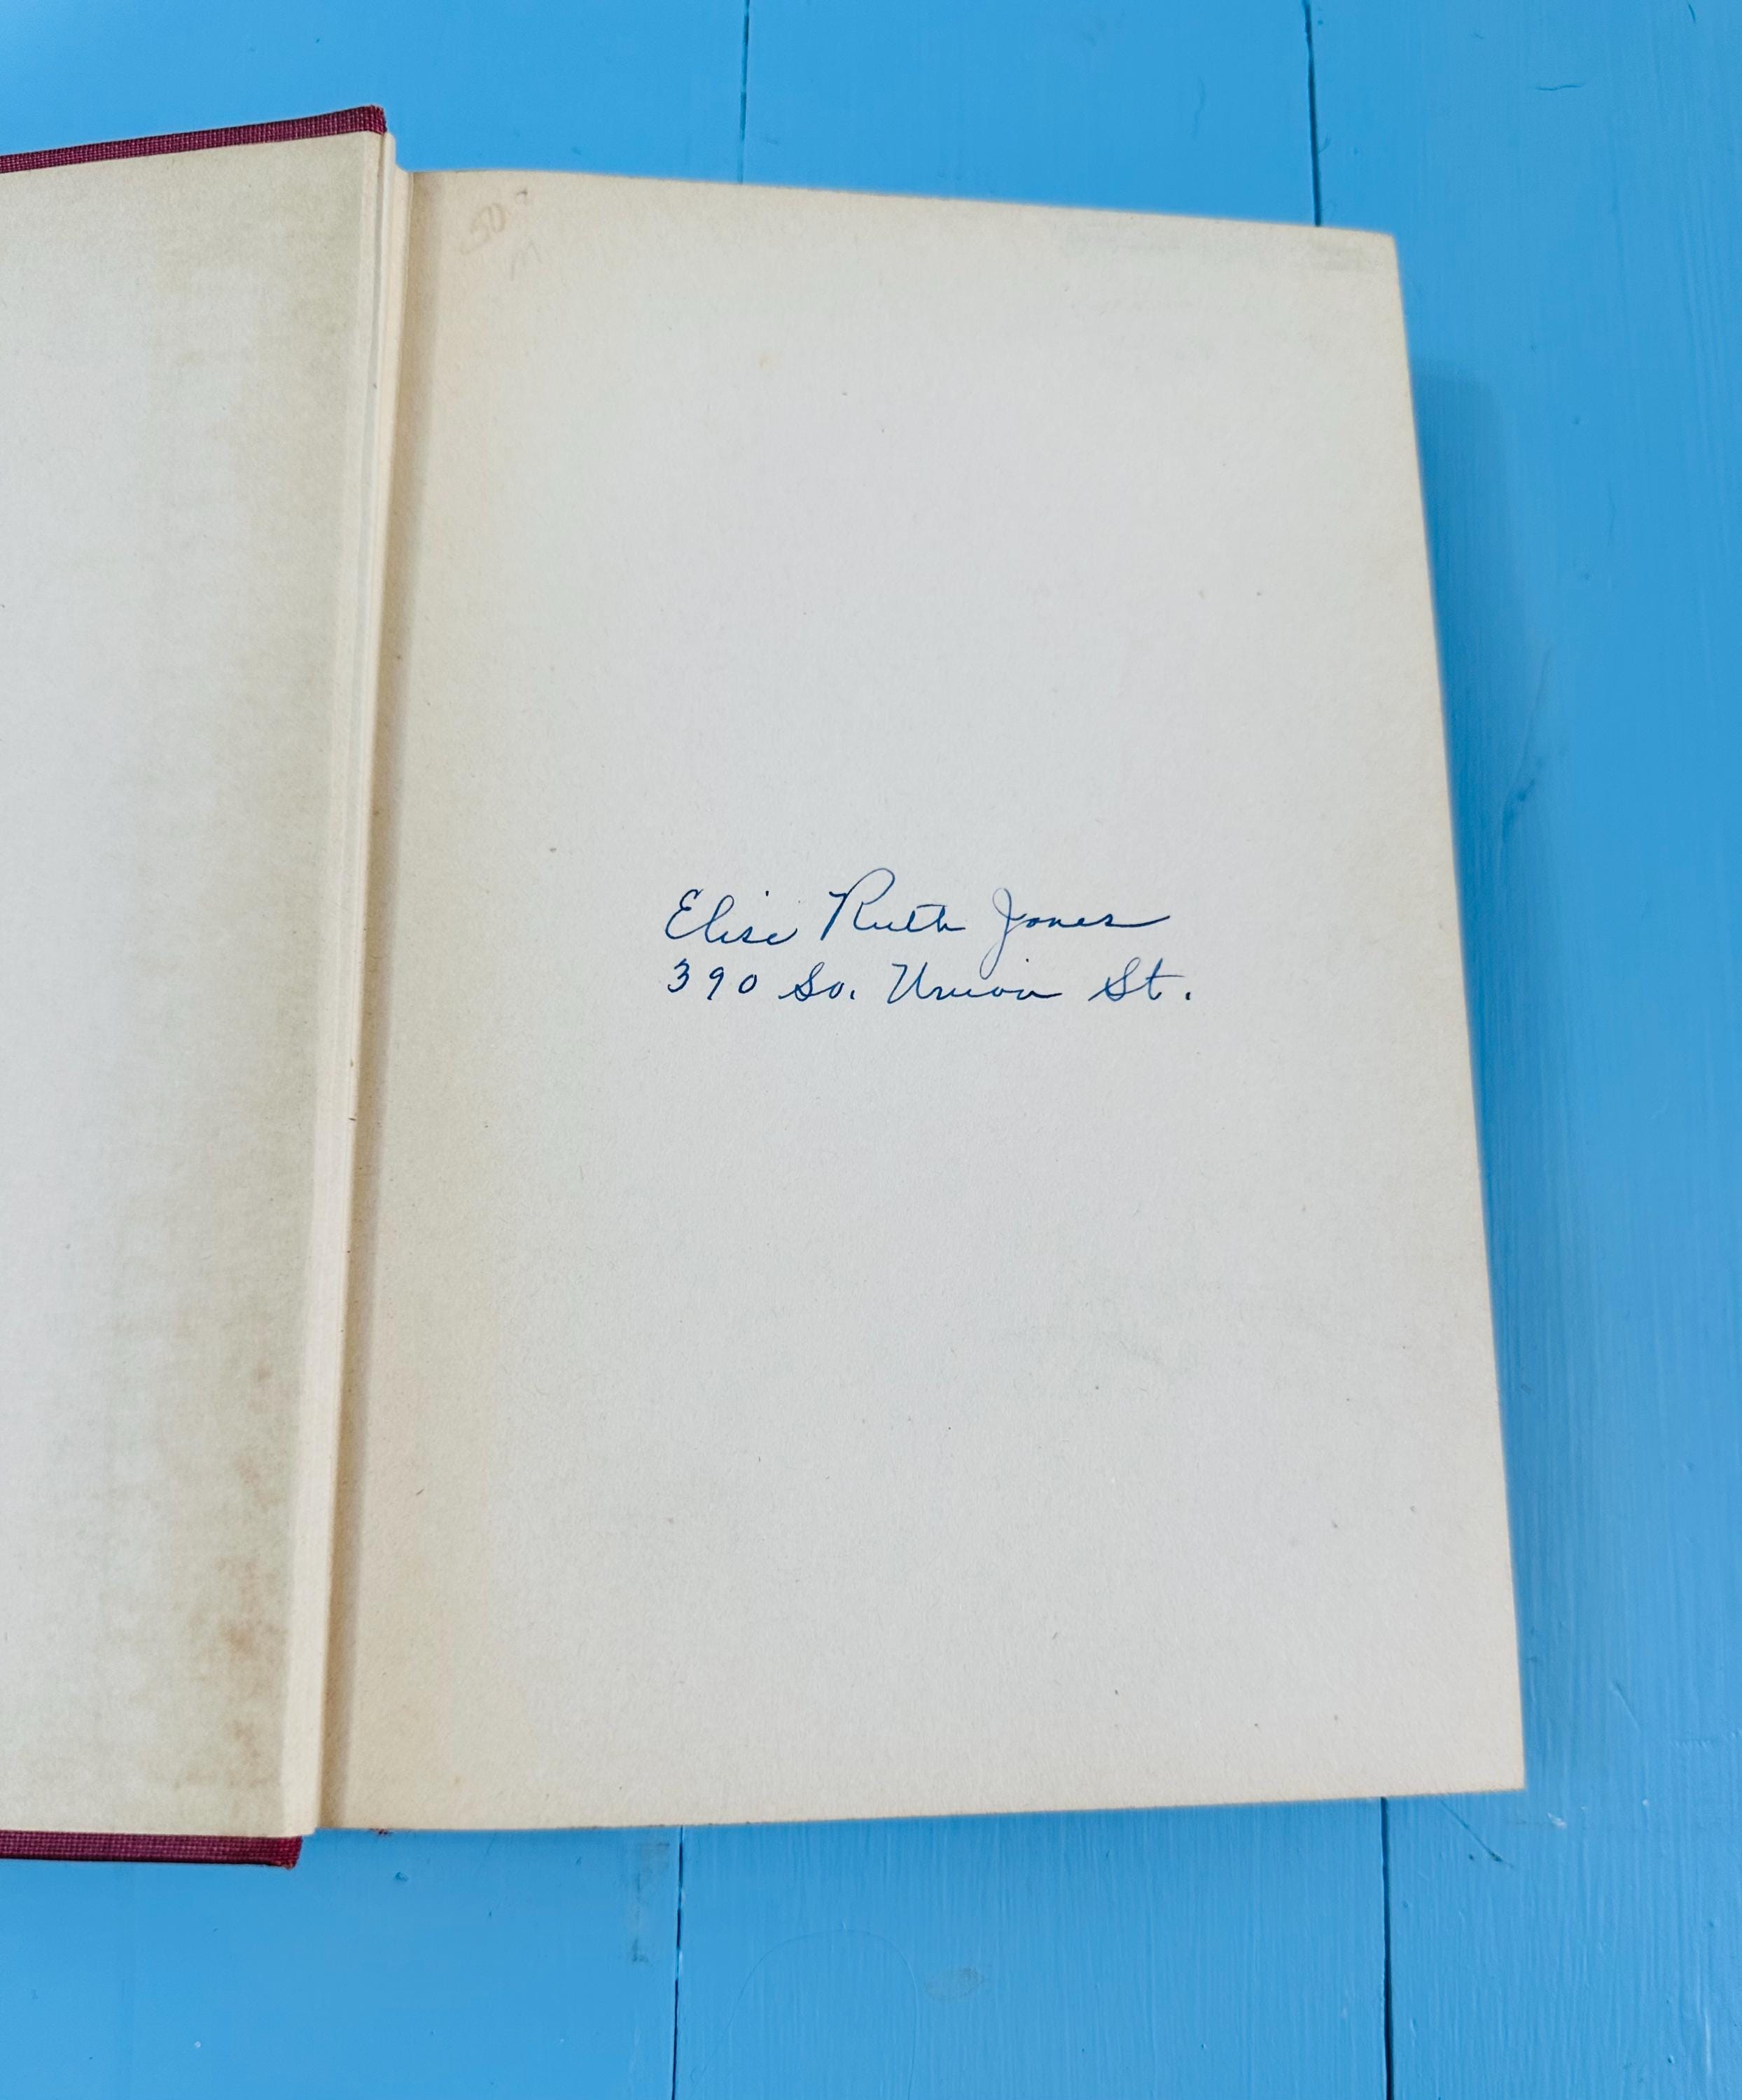 Elise Ruth Jones
390 So. Union St.